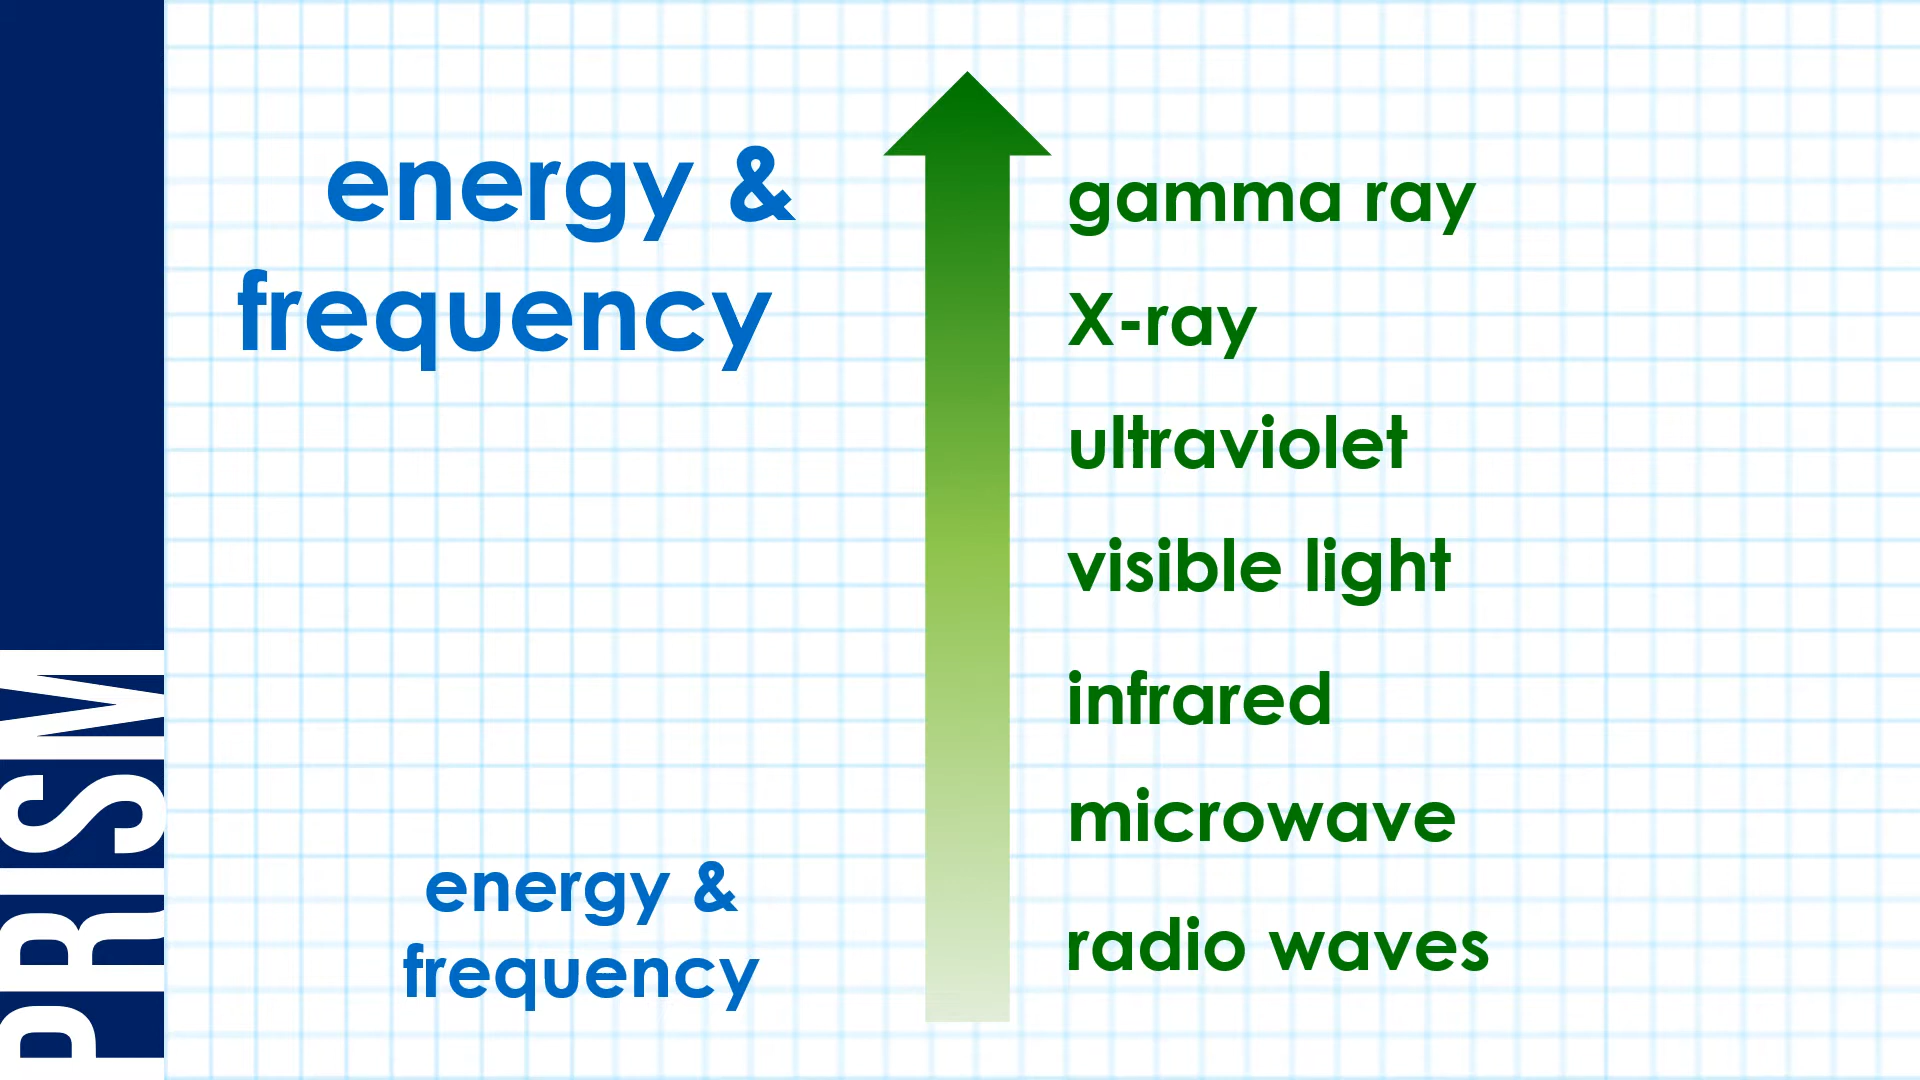 PRISM
energy &
frequency
gamma ray
X-ray
ultraviolet
visible light
infrared
microwave
radio waves
energy &
frequency